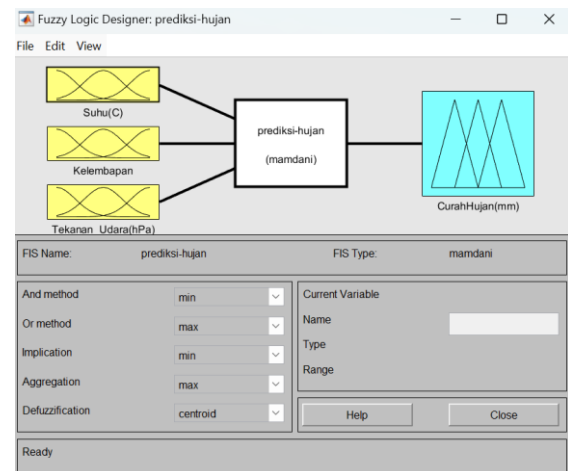 Fuzzy Logic Designer: prediksi-hujan
File Edit View
Suhu(C)
Kelembapan
Tekanan_Udara(hPa)
prediksi-hujan
(mamdani)
CurahHujan(mm)
FIS Name: prediksi-hujan FIS Type: mamdani
And method min
Or method max
Implication min
Aggregation max
Defuzzification centroid
Current Variable
Name
Type
Range
Help Close
Ready